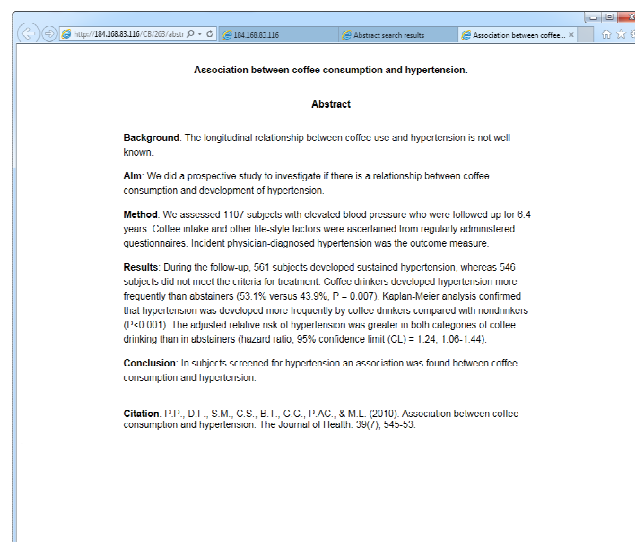 http://184.168.83.116/CB/263/abstr
184.168.83.116
Abstract search results
Association between coffee...
Association between coffee consumption and hypertension.
Abstract
Background. The longitudinal relationship between coffee use and hypertension is not well
known.
Aim: We did a prospective study to investigate if there is a relationship between coffee
consumption and development of hypertension.
Method. We assessed 1107 subjects with elevated blood pressure who were followed up for 6.4
years. Coffee intake and other life-style factors were ascertained from regularly administered
questionnaires. Incident physician-diagnosed hypertension was the outcome measure.
Results: During the follow-up, 561 subjects developed sustained hypertension, whereas 546
subjects did not meet the criteria for treatment. Coffee drinkers developed hypertension more
frequently than abstainers (53.1% versus 43.9%, P = 0.007). Kaplan-Meier analysis confirmed
that hypertension was developed more frequently by coffee drinkers compared with nondrinkers
(P<0.001). The adjusted relative risk of hypertension was greater in both categories of coffee
drinking than in abstainers (hazard ratio, 95% confidence limit (CL) = 1.24, 1.06-1.44).
Conclusion: In subjects screened for hypertension an association was found between coffee
consumption and hypertension.
Citation. P.P., D.F., S.M., C.S., B.T., G.G., P.AC., & M.L. (2010). Association between coffee
consumption and hypertension. The Journal of Health. 39(7), 545-53.